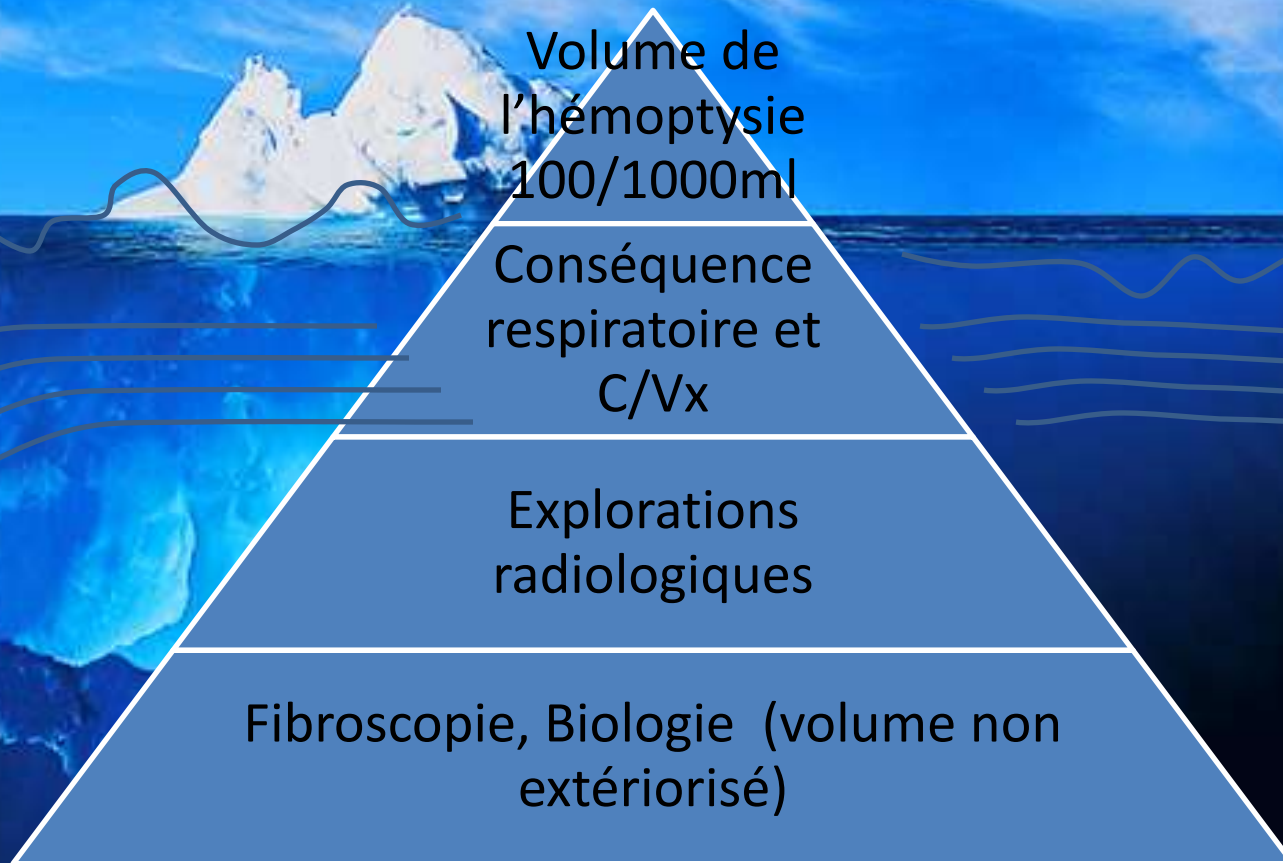 Volume de
l’hémoptysie
100/1000ml
Conséquence
respiratoire et
C/Vx
Explorations
radiologiques
Fibroscopie, Biologie  (volume non
extériorisé)